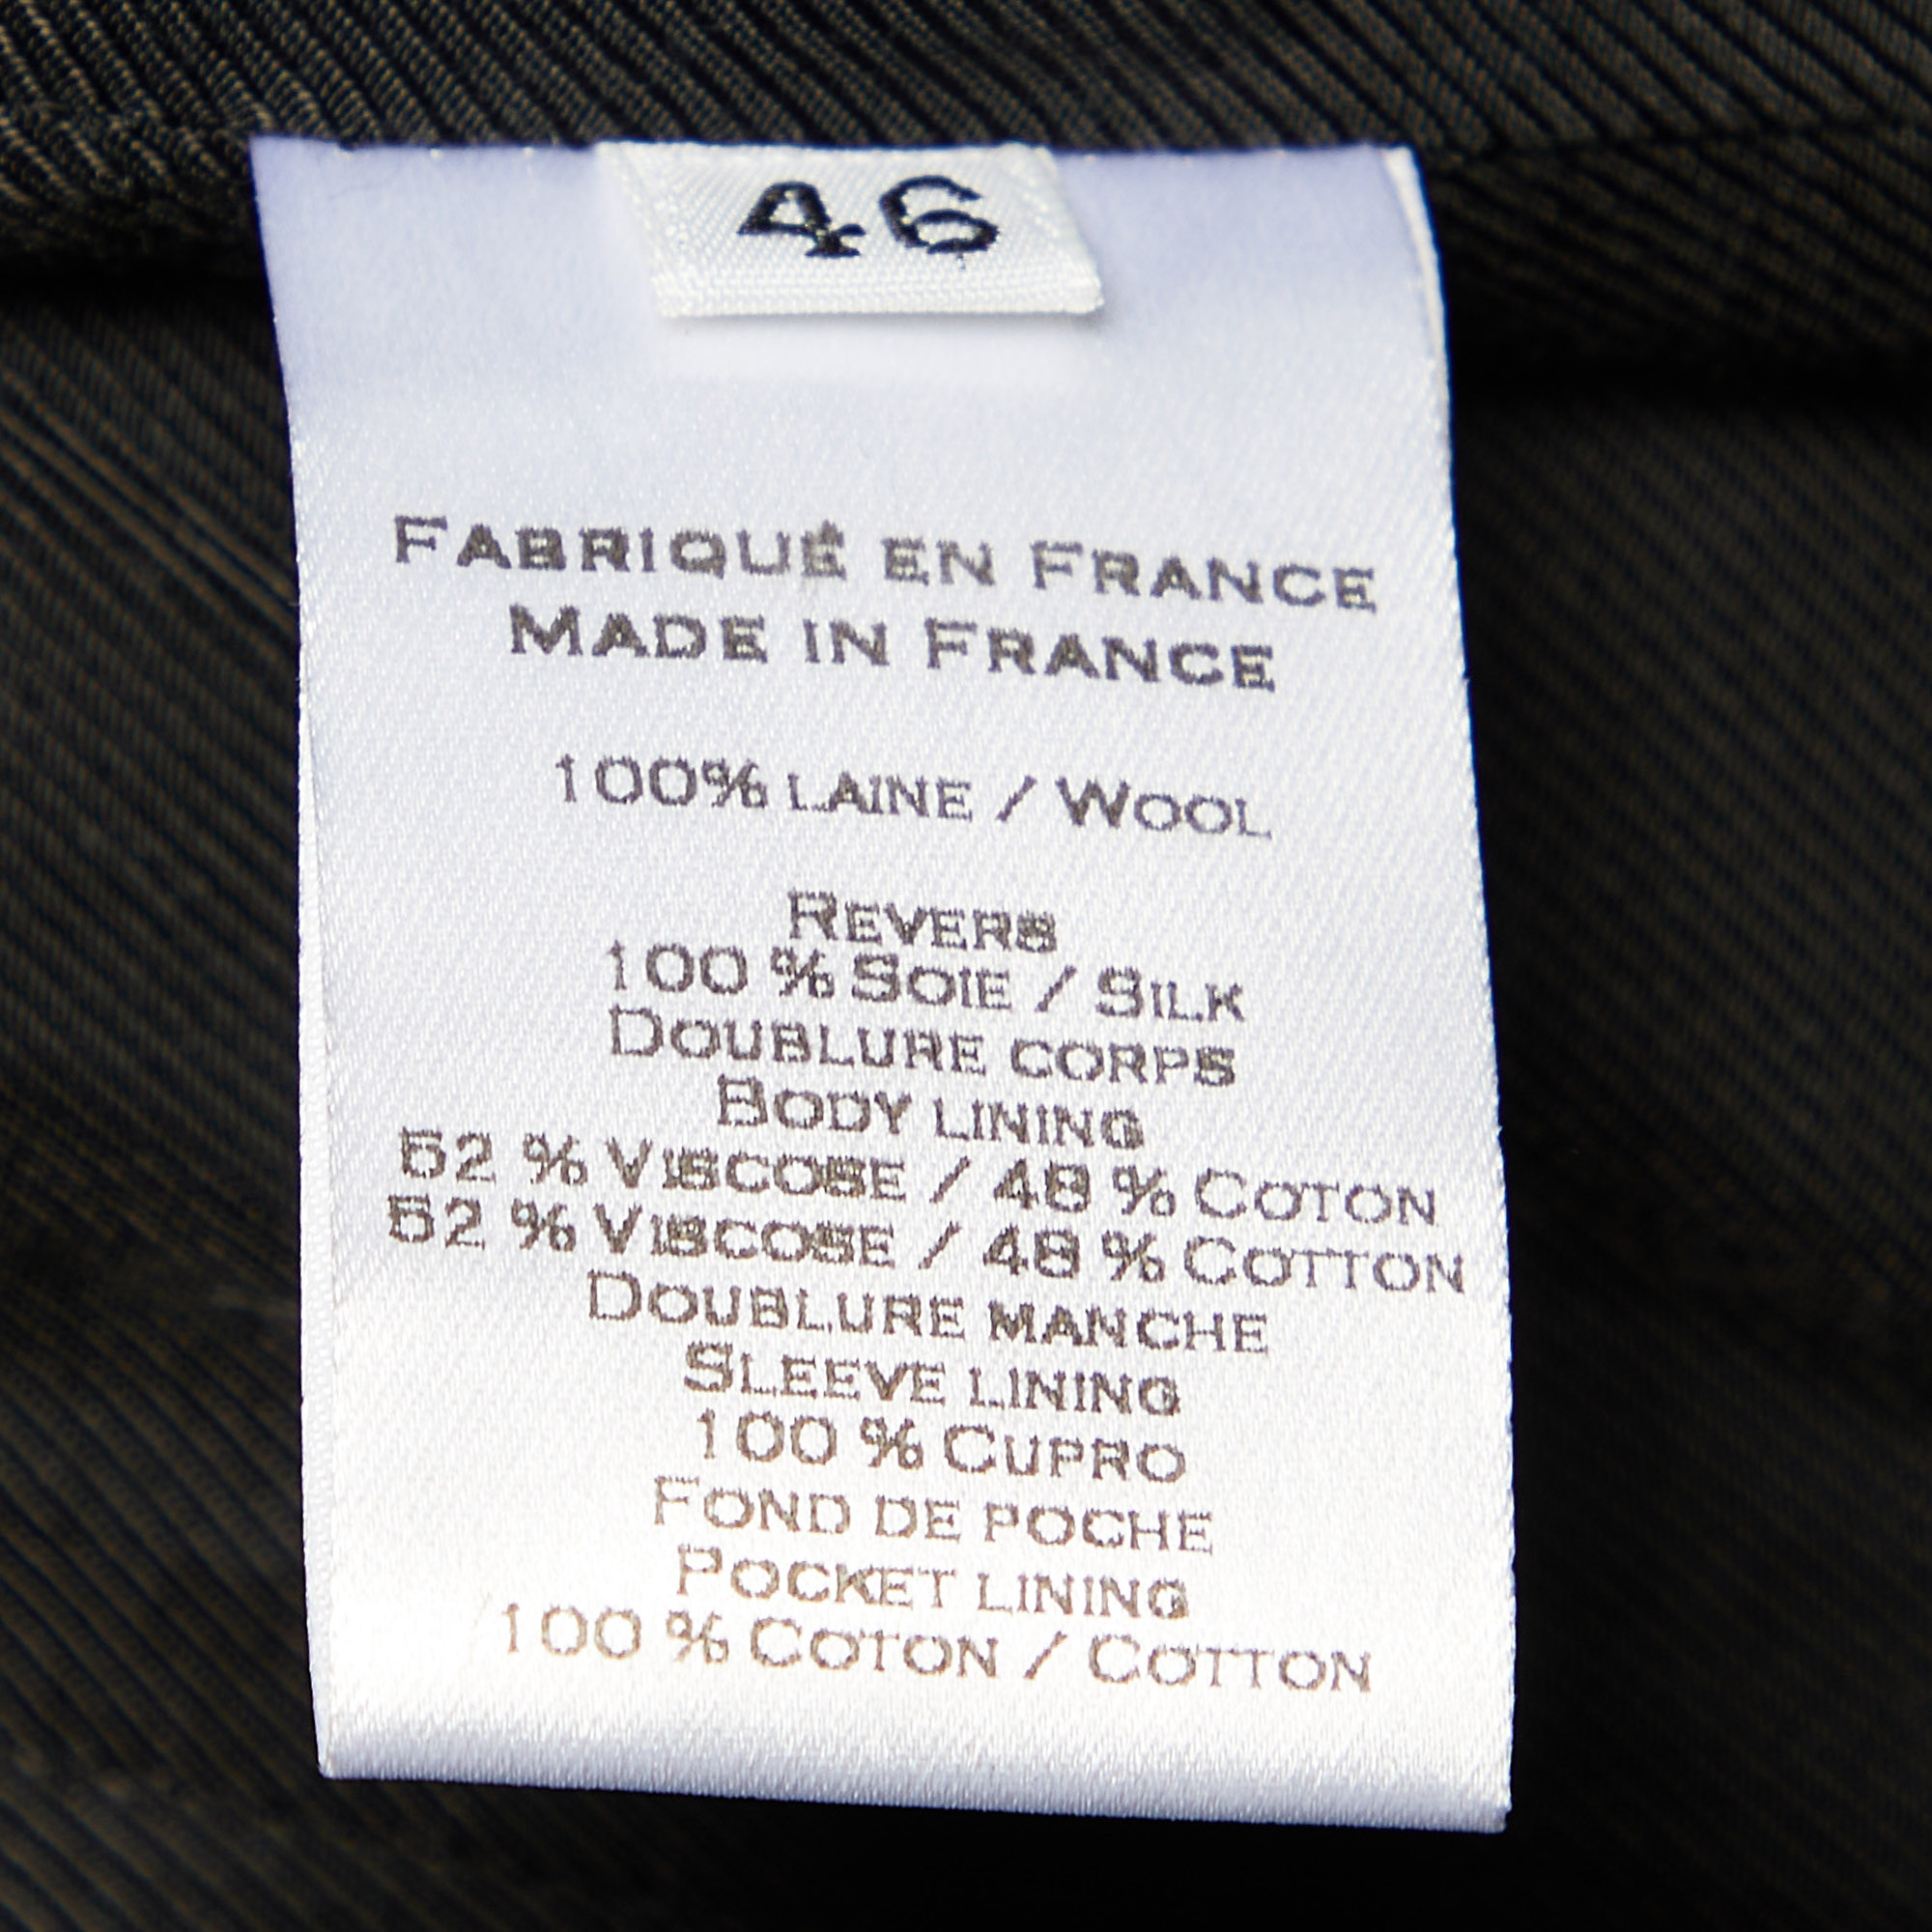 46
FABRIQUÉ EN FRANCE
MADE IN FRANCE
100% LAINE / WOOL
REVERS
100 % SOIE / SILK
DOUBLURE CORPS
BODY LINING
52 % VISCOSE / 48 % COTON
52 % VISCOSE / 48 % COTTON
DOUBLURE MANCHE
SLEEVE LINING
100 % CUPRO
FOND DE POCHE
POCKET LINING
100 % COTON / COTTON